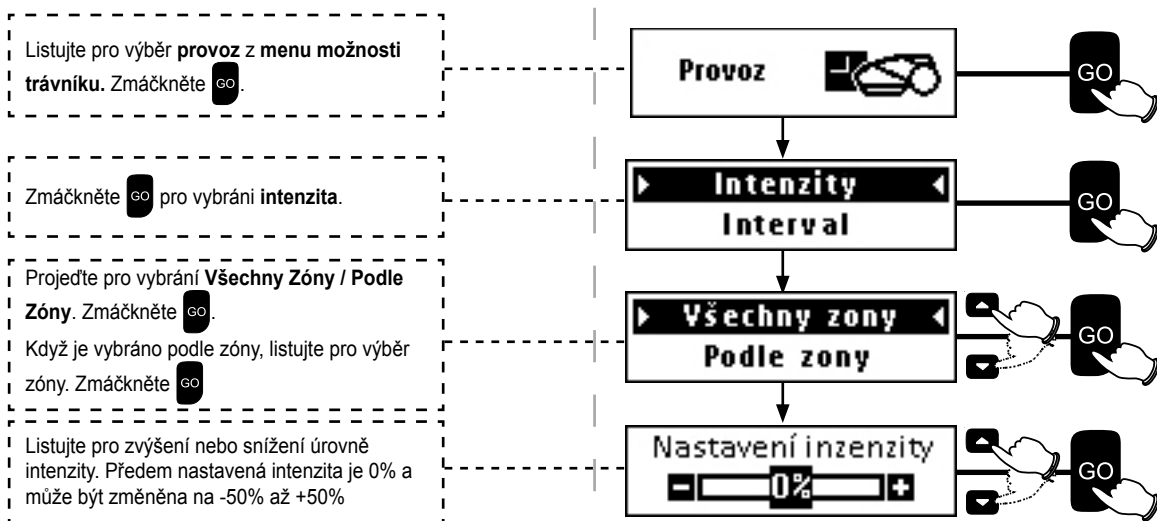 Listujte pro výběr provoz z menu možnosti
trávníku. Zmáčkněte GO.
Provoz
GO
Zmáčkněte GO pro vybráni intenzita.
Intenzity
Interval
GO
Projeďte pro vybrání Všechny Zóny / Podle
Zóny. Zmáčkněte GO.
Když je vybráno podle zóny, listujte pro výběr
zóny. Zmáčkněte GO
Všechny zony
Podle zony
GO
Listujte pro zvýšení nebo snížení úrovně
intenzity. Předem nastavená intenzita je 0% a
může být změněna na -50% až +50%
Nastavení inzenzity
- 0% +
GO